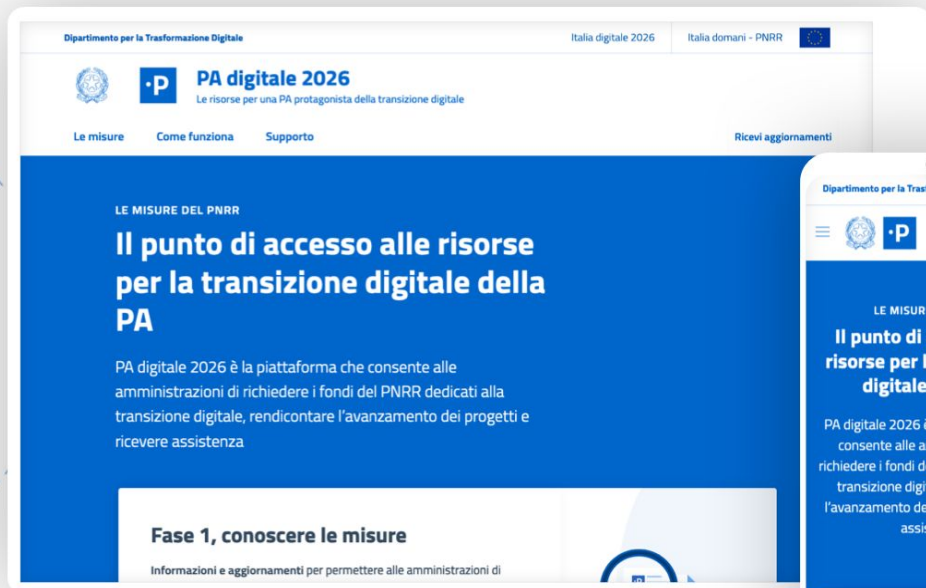 Dipartimento per la Trasformazione Digitale
Italia digitale 2026
Italia domani - PNRR
·P
PA digitale 2026
Le risorse per una PA protagonista della transizione digitale
Le misure
Come funziona
Supporto
Ricevi aggiornamenti
LE MISURE DEL PNRR
Il punto di accesso alle risorse
per la transizione digitale della
PA
PA digitale 2026 è la piattaforma che consente alle
amministrazioni di richiedere i fondi del PNRR dedicati alla
transizione digitale, rendicontare l’avanzamento dei progetti e
ricevere assistenza
Fase 1, conoscere le misure
Informazioni e aggiornamenti per permettere alle amministrazioni di
Dipartimento per la
·P
LE
Il punto di
risorse per
digitale
PA digitale 2026
consente alle
richiedere i fondi
transizione
l’avanzamento